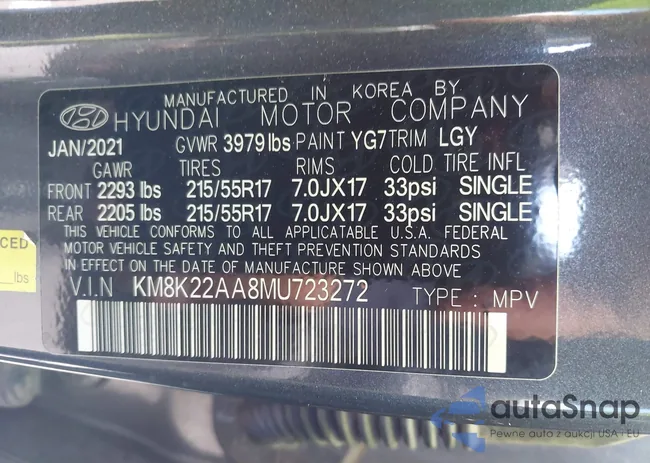 MANUFACTURED IN KOREA BY
HYUNDAI MOTOR COMPANY
JAN/2021 GVWR 3979 lbs PAINT YG7 TRIM LGY
GAWR TIRES RIMS COLD TIRE INFL
FRONT 2293 lbs 215/55R17 7.0JX17 33psi SINGLE
REAR 2205 lbs 215/55R17 7.0JX17 33psi SINGLE
THIS VEHICLE CONFORMS TO ALL APPLICATABLE U.S.A. FEDERAL
MOTOR VEHICLE SAFETY AND THEFT PREVENTION STANDARDS
IN EFFECT ON THE DATE OF MANUFACTURE SHOWN ABOVE
V.I.N KM8K22AA8MU723272 TYPE : MPV
CED
lbs
autaSnap
Pewne auto z aukcji USA i EU